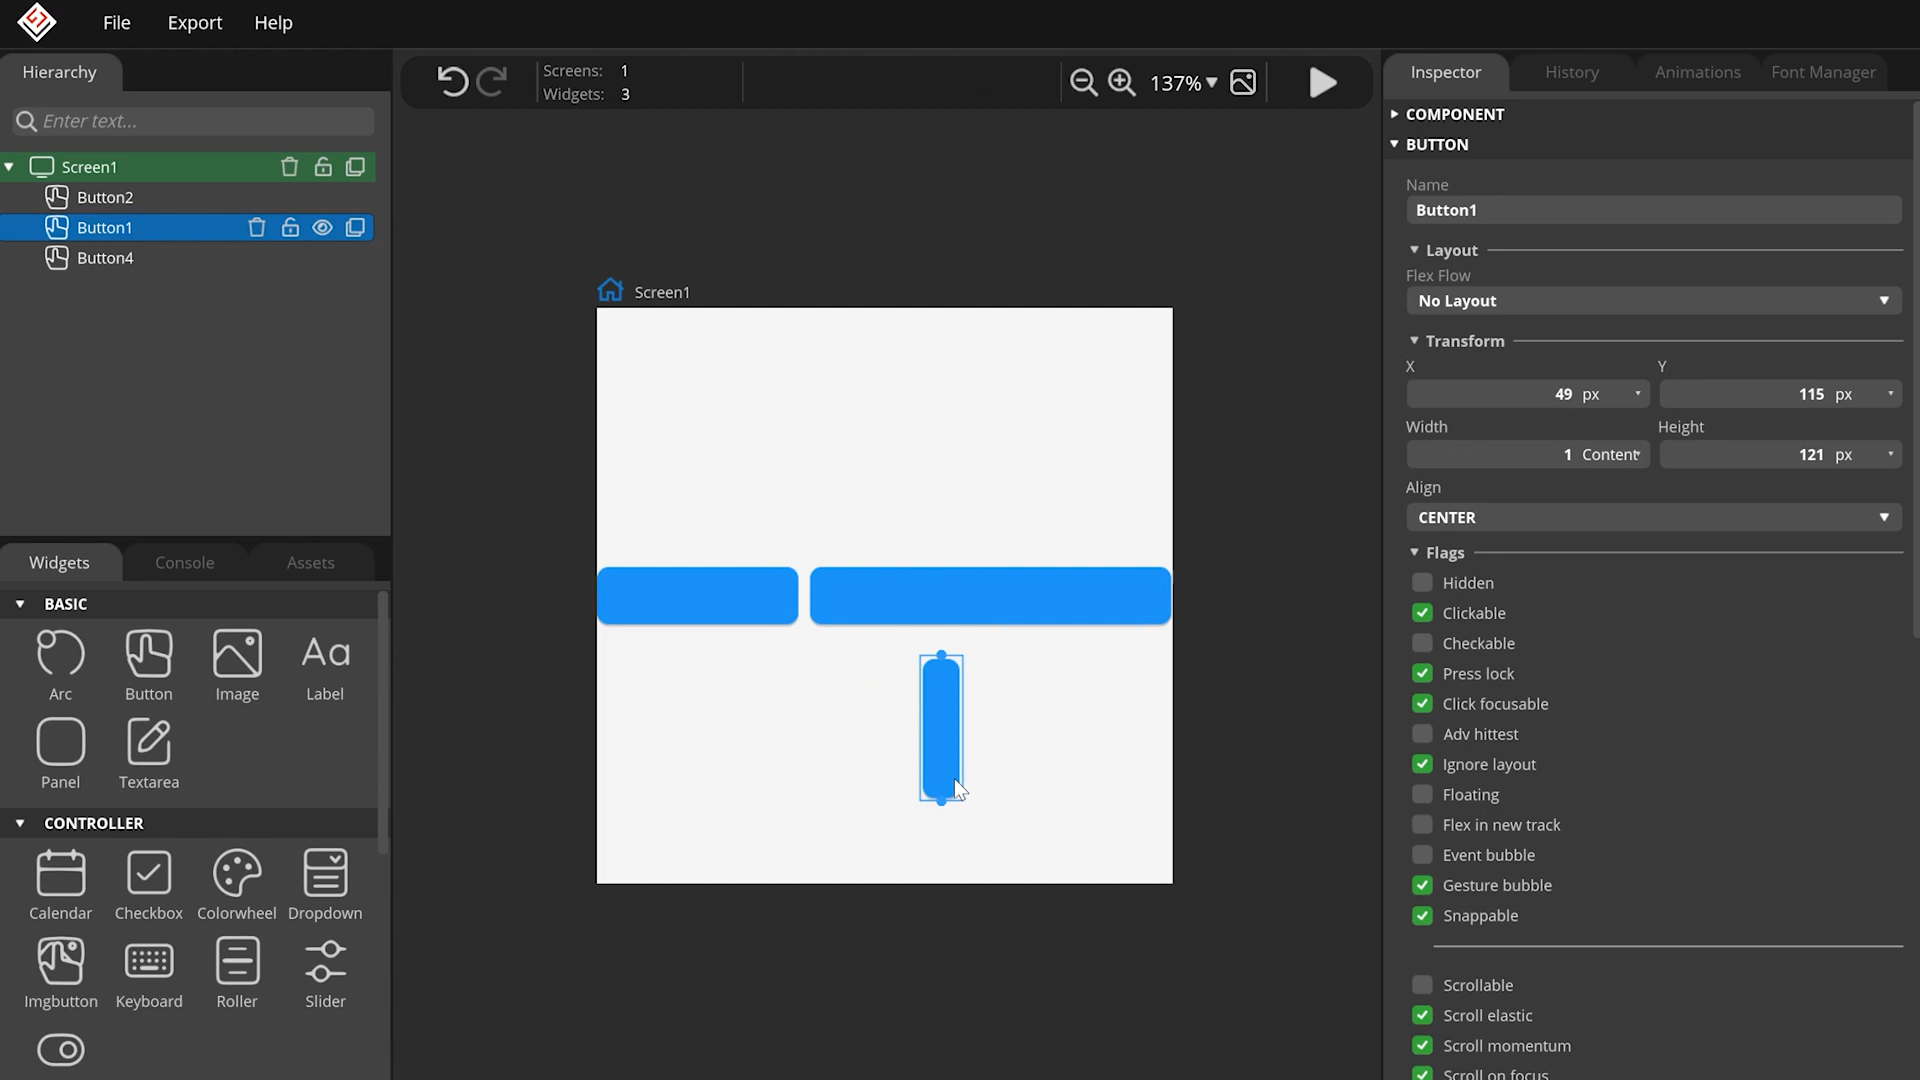 File
Export
Help
Hierarchy
Enter text...
Screen1
Button2
Button1
Button4
Widgets
Console
Assets
BASIC
Arc
Button
Image
Aa
Label
Panel
Textarea
CONTROLLER
Calendar
Checkbox
Colorwheel
Dropdown
Imgbutton
Keyboard
Roller
Slider
Screens: 1
Widgets: 3
137%
Screen1
Inspector
History
Animations
Font Manager
COMPONENT
BUTTON
Name
Button1
Layout
Flex Flow
No Layout
Transform
X
Y
49 px
115 px
Width
Height
1 Content
121 px
Align
CENTER
Flags
Hidden
Clickable
Checkable
Press lock
Click focusable
Adv hittest
Ignore layout
Floating
Flex in new track
Event bubble
Gesture bubble
Snappable
Scrollable
Scroll elastic
Scroll momentum
Scroll on focus